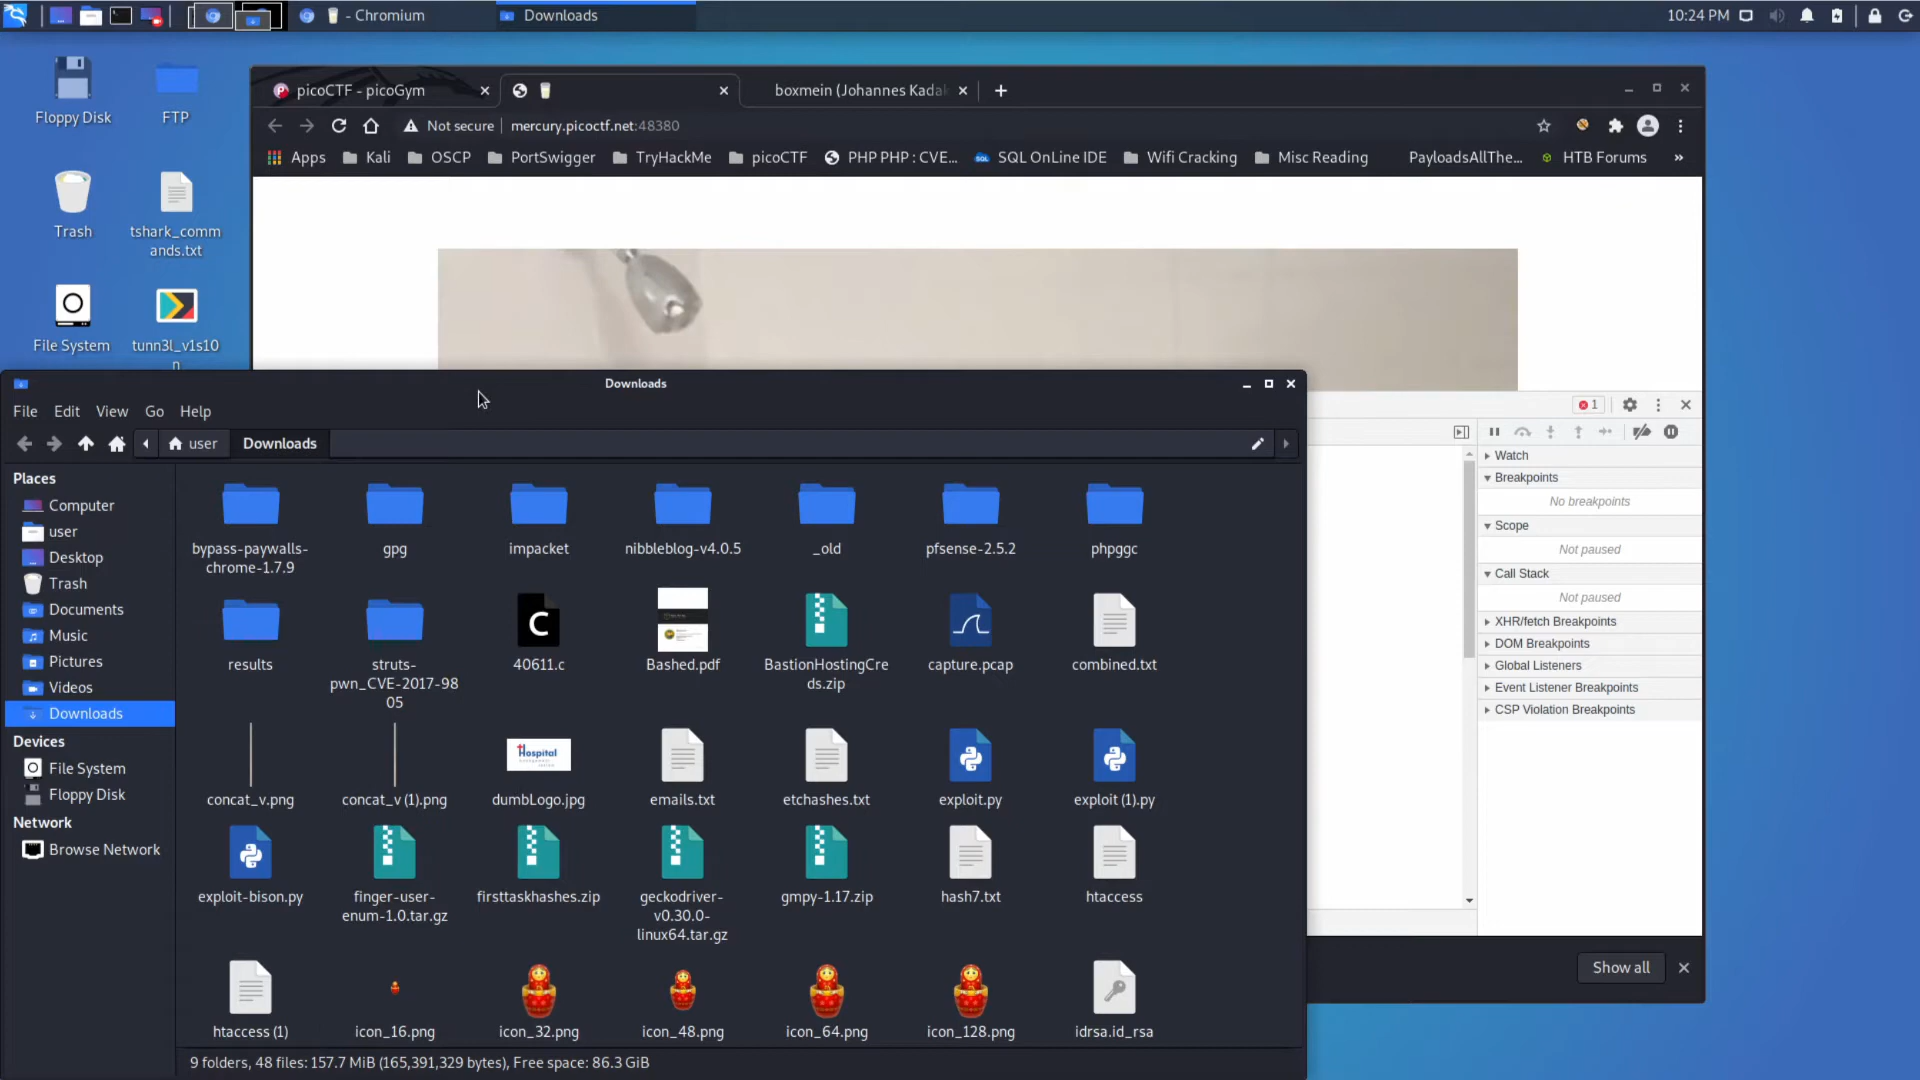 - Chromium
Downloads
10:24 PM
Floppy Disk
FTP
Trash
tshark_comm
ands.txt
File System
tunn3l_v1s10
n
picoCTF - picoGym
boxmein (Johannes Kadak
Not secure
mercury.picoctf.net:48380
Apps
Kali
OSCP
PortSwigger
TryHackMe
picoCTF
PHP PHP : CVE...
SQL OnLine IDE
Wifi Cracking
Misc Reading
PayloadsAllThe...
HTB Forums
»
Downloads
File
Edit
View
Go
Help
user
Downloads
1
Watch
Breakpoints
No breakpoints
Scope
Not paused
Call Stack
Not paused
XHR/fetch Breakpoints
DOM Breakpoints
Global Listeners
Event Listener Breakpoints
CSP Violation Breakpoints
Show all
Places
Computer
user
Desktop
Trash
Documents
Music
Pictures
Videos
Downloads
Devices
File System
Floppy Disk
Network
Browse Network
bypass-paywalls-
chrome-1.7.9
gpg
impacket
nibbleblog-v4.0.5
_old
pfsense-2.5.2
phpggc
results
struts-
pwn_CVE-2017-98
05
C
40611.c
Bashed.pdf
BastionHostingCre
ds.zip
capture.pcap
combined.txt
concat_v.png
concat_v (1).png
Hospital
dumbLogo.jpg
emails.txt
etchashes.txt
exploit.py
exploit (1).py
exploit-bison.py
finger-user-
enum-1.0.tar.gz
firsttaskhashes.zip
geckodriver-
v0.30.0-
linux64.tar.gz
gmpy-1.17.zip
hash7.txt
htaccess
htaccess (1)
icon_16.png
icon_32.png
icon_48.png
icon_64.png
icon_128.png
idrsa.id_rsa
9 folders, 48 files: 157.7 MiB (165,391,329 bytes), Free space: 86.3 GiB